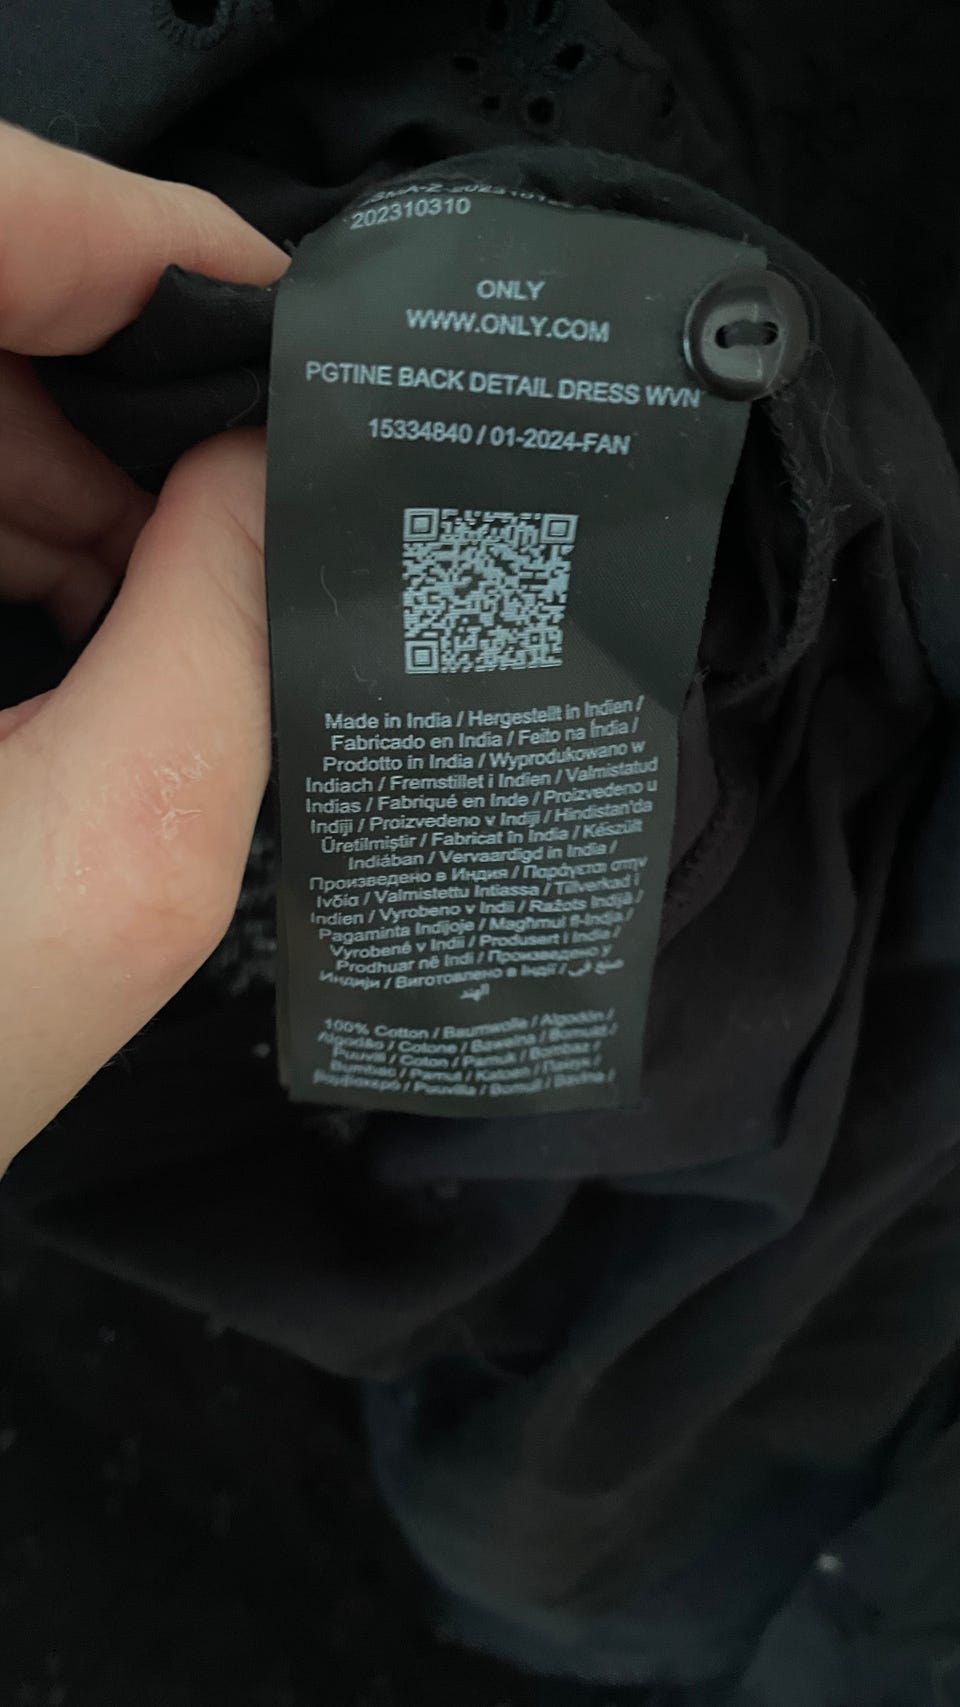 202310310
ONLY
WWW.ONLY.COM
PGTINE BACK DETAIL DRESS WVN
15334840 / 01-2024-FAN
Made in India / Hergestellt in Indien /
Fabricado en India / Feito na Índia /
Prodotto in India / Wyprodukowano w
Indiach / Fremstillet i Indien / Valmistatud
Indias / Fabriqué en Inde / Proizvedeno u
Indiji / Proizvedeno v Indiji / Hindistan'da
Üretilmiştir / Fabricat în India / Készült
Indiában / Vervaardigd in India /
Произведено в Индия / Παράγεται στην
Ινδία / Valmistettu Intiassa / Tillverkad i
Indien / Vyrobeno v Indii / Ražots Indijā /
Pagaminta Indijoje / Magħmul fl-Indja /
Vyrobené v Indii / Produsert i India /
Prodhuar në Indi / Произведено у
Индији / Виготовлено в Індії / صنع في
الهند
100% Cotton / Baumwolle / Algodón /
Algodão / Cotone / Bawełna / Bomuld /
Puuvill / Coton / Pamuk / Bombaž /
Bumbac / Pamut / Katoen / Памук /
Puuvilla / Bomull / Bavlna /